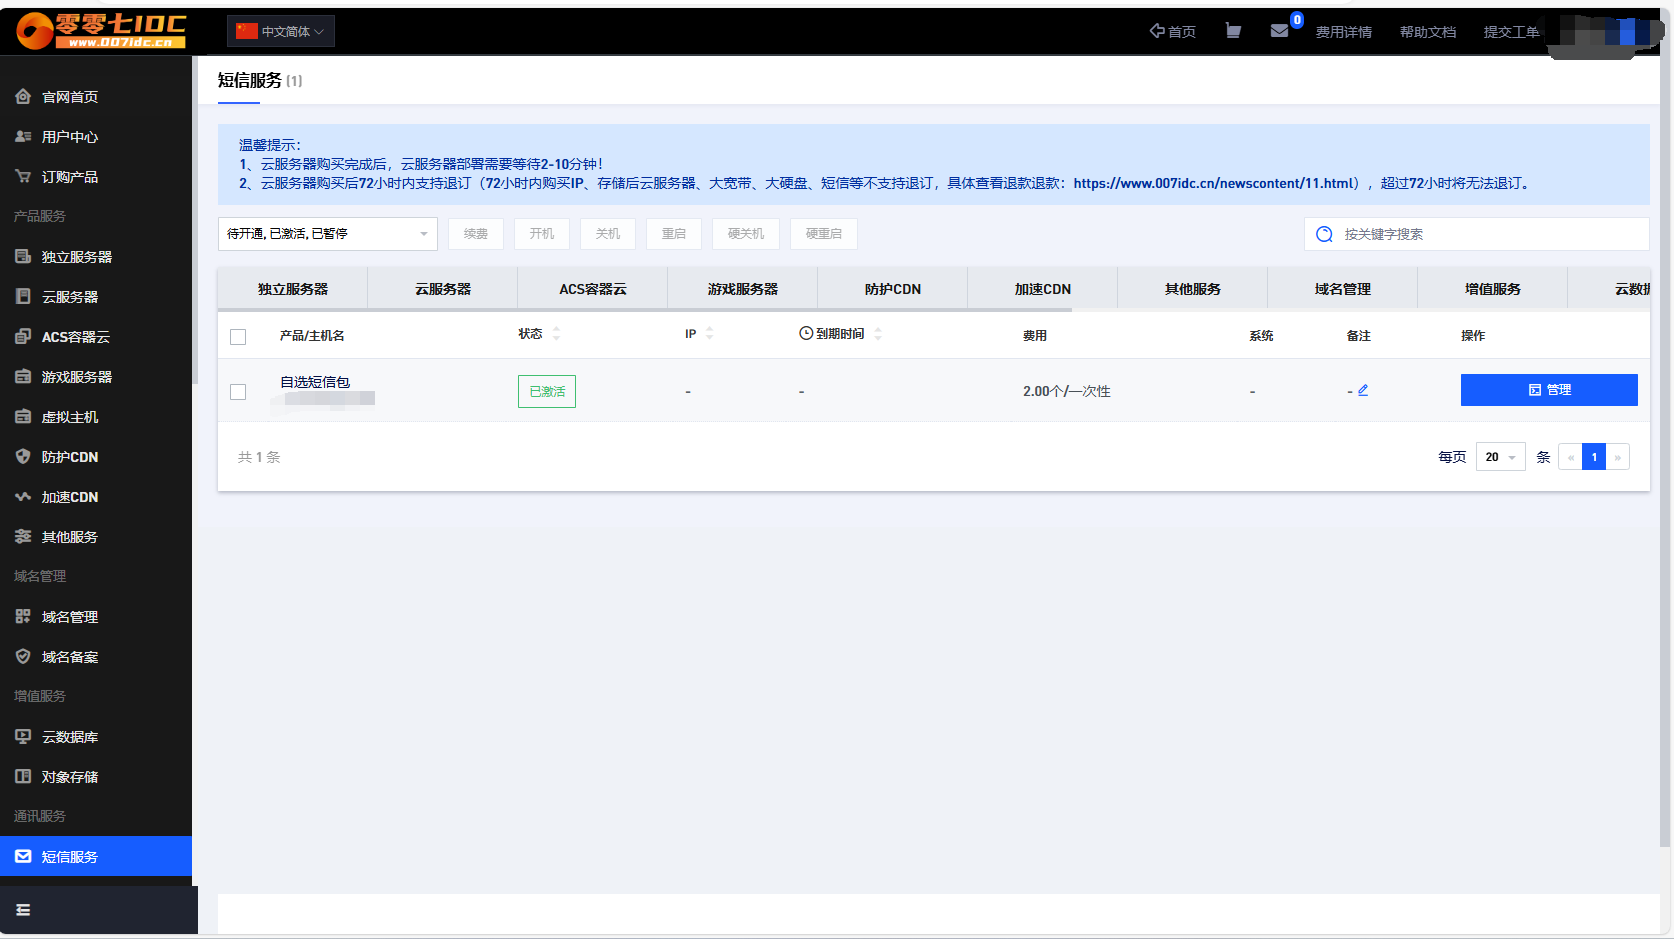 零零七IDC
www.007idc.cn
中文简体
首页
0
费用详情
帮助文档
提交工单
官网首页
用户中心
订购产品
产品服务
独立服务器
云服务器
ACS容器云
游戏服务器
虚拟主机
防护CDN
加速CDN
其他服务
域名管理
域名管理
域名备案
增值服务
云数据库
对象存储
通讯服务
短信服务
短信服务 (1)
温馨提示：
1、云服务器购买完成后，云服务器部署需要等待2-10分钟！
2、云服务器购买后72小时内支持退订（72小时内购买IP、存储后云服务器、大宽带、大硬盘、短信等不支持退订，具体查看退款退款：https://www.007idc.cn/newscontent/11.html），超过72小时将无法退订。
待开通, 已激活, 已暂停
续费
开机
关机
重启
硬关机
硬重启
按关键字搜索
独立服务器
云服务器
ACS容器云
游戏服务器
防护CDN
加速CDN
其他服务
域名管理
增值服务
云数
产品/主机名
状态
IP
到期时间
费用
系统
备注
操作
自选短信包
已激活
-
-
2.00个/一次性
-
-
管理
共 1 条
每页
20
条
«
1
»